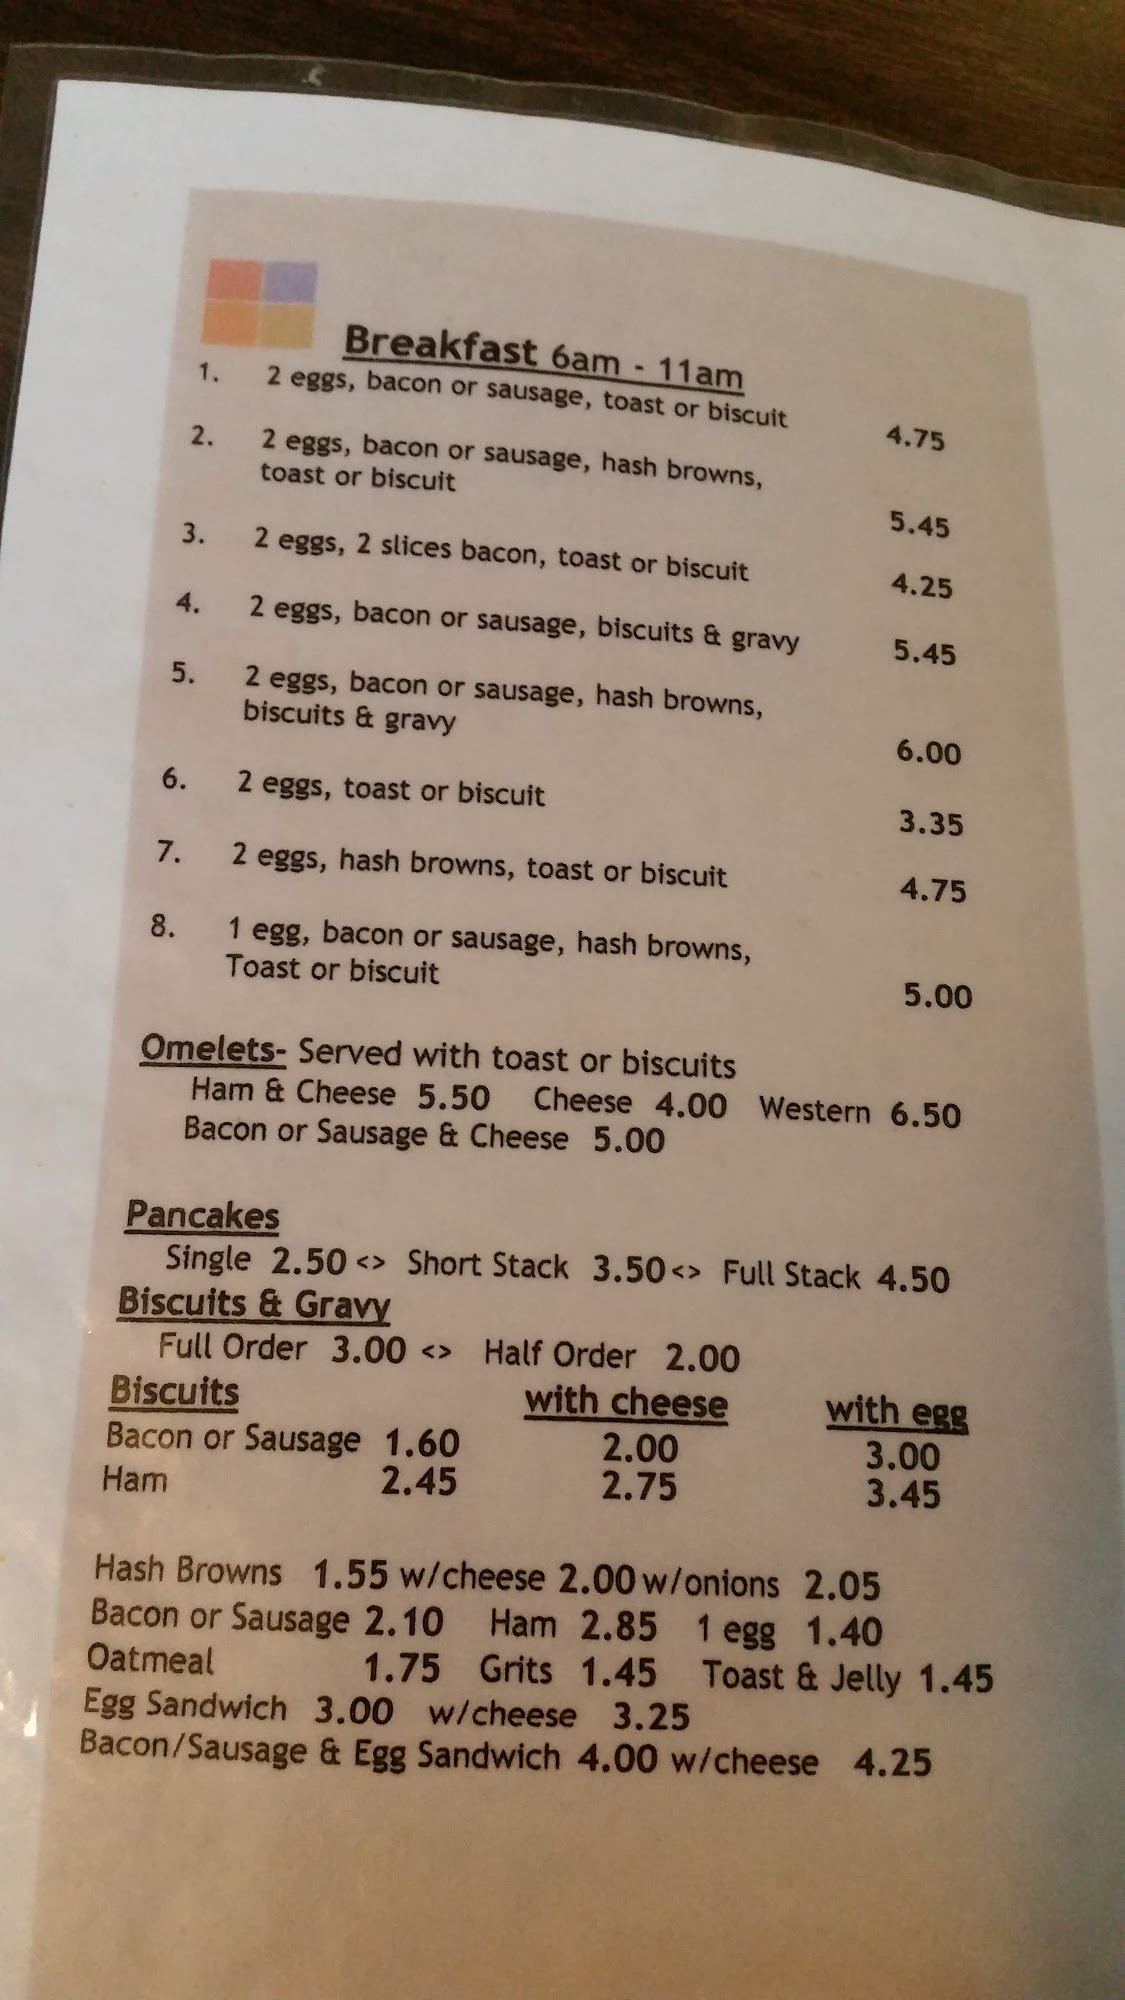 Breakfast 6am - 11am
1. 2 eggs, bacon or sausage, toast or biscuit 4.75
2. 2 eggs, bacon or sausage, hash browns,
toast or biscuit 5.45
3. 2 eggs, 2 slices bacon, toast or biscuit 4.25
4. 2 eggs, bacon or sausage, biscuits & gravy 5.45
5. 2 eggs, bacon or sausage, hash browns,
biscuits & gravy 6.00
6. 2 eggs, toast or biscuit 3.35
7. 2 eggs, hash browns, toast or biscuit 4.75
8. 1 egg, bacon or sausage, hash browns,
Toast or biscuit 5.00
Omelets- Served with toast or biscuits
Ham & Cheese 5.50 Cheese 4.00 Western 6.50
Bacon or Sausage & Cheese 5.00
Pancakes
Single 2.50 <> Short Stack 3.50 <> Full Stack 4.50
Biscuits & Gravy
Full Order 3.00 <> Half Order 2.00
Biscuits with cheese with egg
Bacon or Sausage 1.60 2.00 3.00
Ham 2.45 2.75 3.45
Hash Browns 1.55 w/cheese 2.00 w/onions 2.05
Bacon or Sausage 2.10 Ham 2.85 1 egg 1.40
Oatmeal 1.75 Grits 1.45 Toast & Jelly 1.45
Egg Sandwich 3.00 w/cheese 3.25
Bacon/Sausage & Egg Sandwich 4.00 w/cheese 4.25